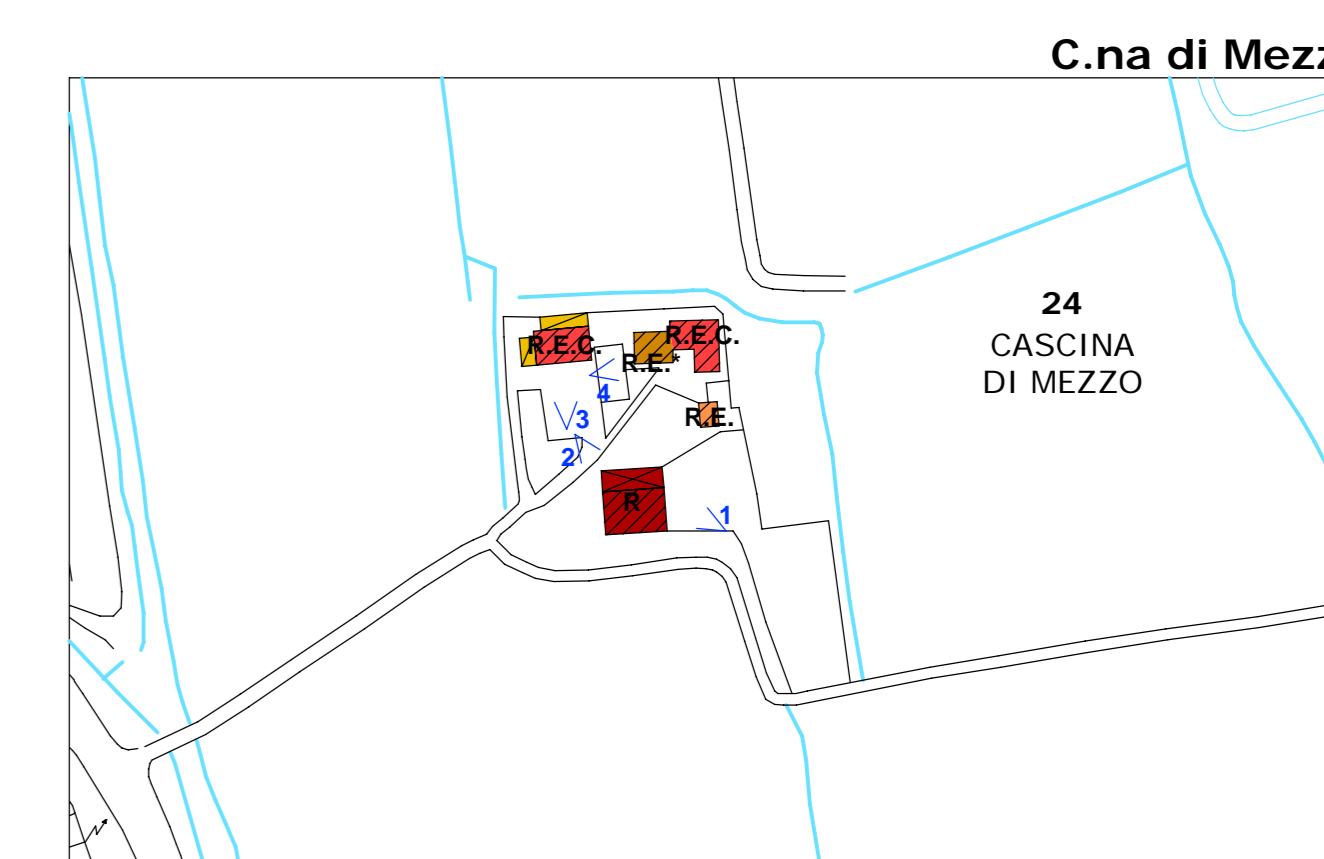 C.na di Mezz
24
CASCINA
DI MEZZO
R.E.C.
R.E.C.
R.E.*
4
3
R.E.
2
R
1